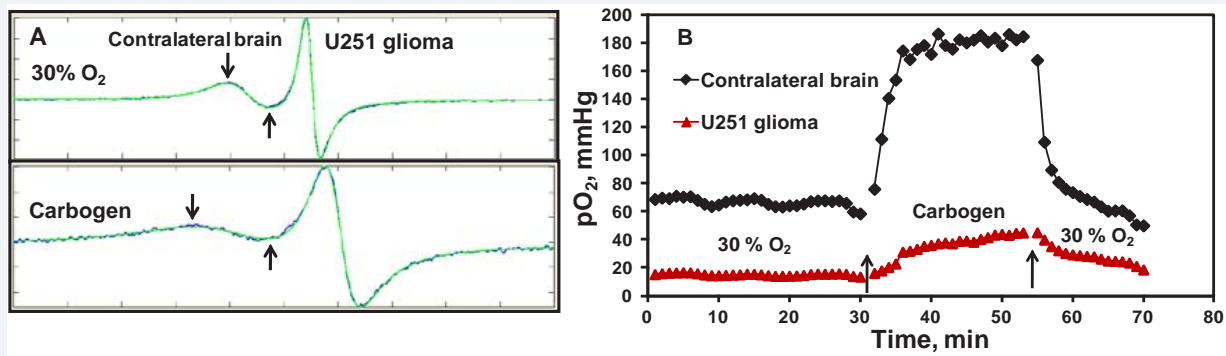 A
Contralateral brain
U251 glioma
30% O2
Carbogen
B
200
180
160
140
120
100
80
60
40
20
0
pO2, mmHg
Contralateral brain
U251 glioma
Carbogen
30 % O2
30 % O2
0 10 20 30 40 50 60 70 80
Time, min